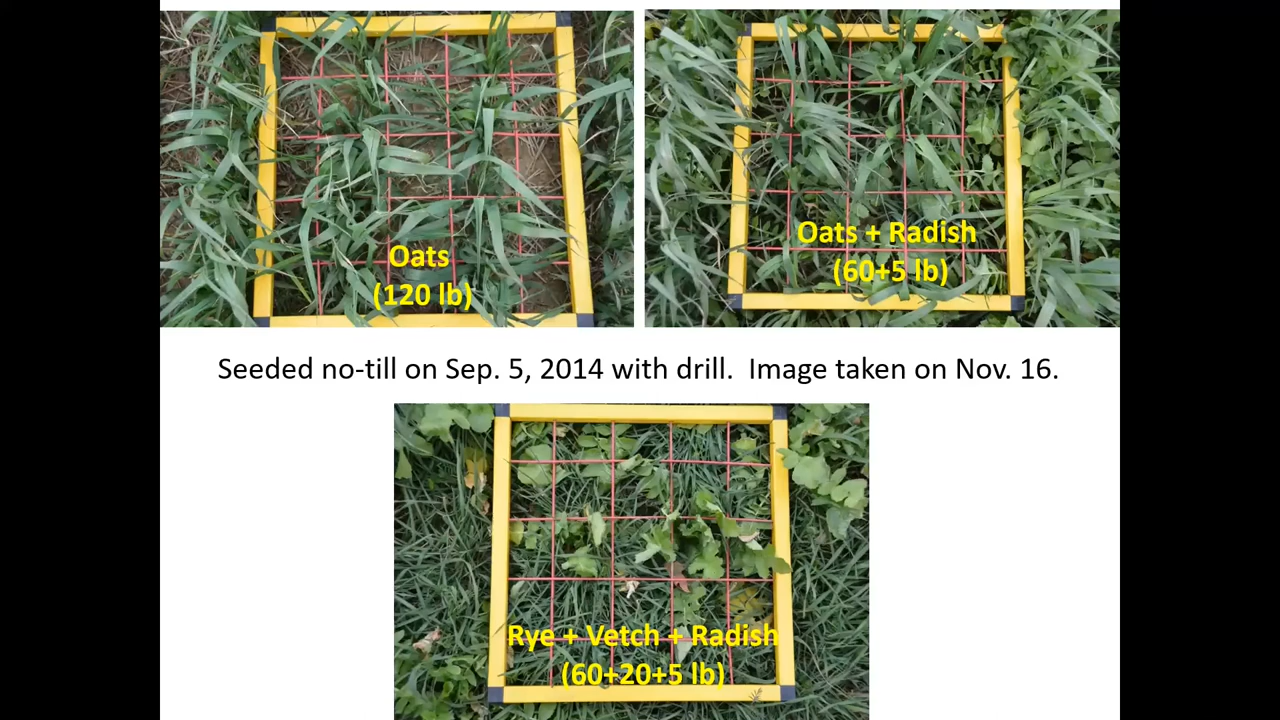 Oats
(120 lb)
Oats + Radish
(60+5 lb)
Seeded no-till on Sep. 5, 2014 with drill.  Image taken on Nov. 16.
Rye + Vetch + Radish
(60+20+5 lb)